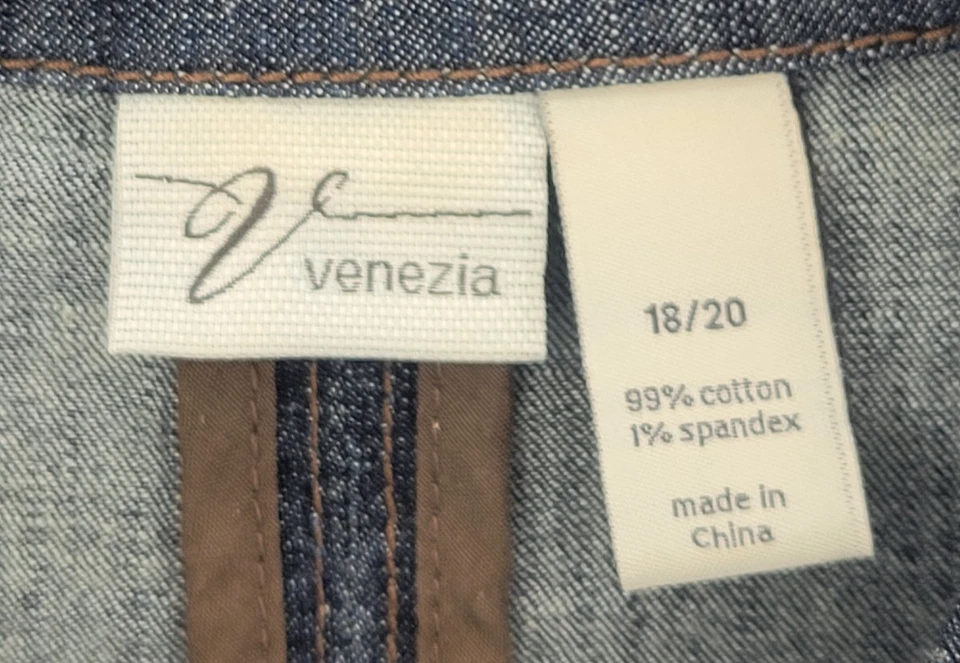 V
venezia
18/20
99% cotton
1% spandex
made in
China